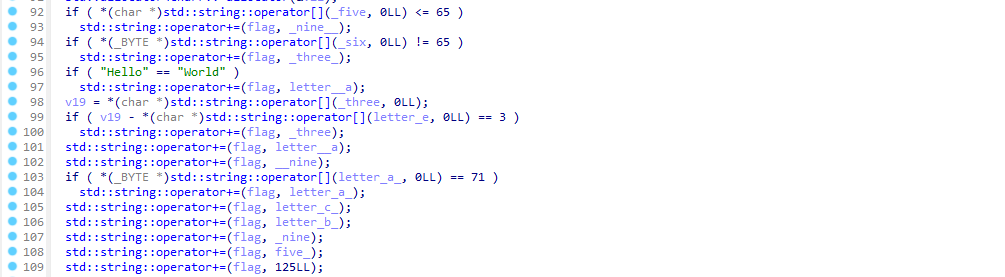 92 if ( *(char *)std::string::operator[](_five, 0LL) <= 65 )
93 std::string::operator+=(flag, _nine__);
94 if ( *(_BYTE *)std::string::operator[](_six, 0LL) != 65 )
95 std::string::operator+=(flag, _three_);
96 if ( "Hello" == "World" )
97 std::string::operator+=(flag, letter__a);
98 v19 = *(char *)std::string::operator[](_three, 0LL);
99 if ( v19 - *(char *)std::string::operator[](letter_e, 0LL) == 3 )
100 std::string::operator+=(flag, _three);
101 std::string::operator+=(flag, letter__a);
102 std::string::operator+=(flag, __nine);
103 if ( *(_BYTE *)std::string::operator[](letter_a_, 0LL) == 71 )
104 std::string::operator+=(flag, letter_a_);
105 std::string::operator+=(flag, letter_c_);
106 std::string::operator+=(flag, letter_b_);
107 std::string::operator+=(flag, _nine);
108 std::string::operator+=(flag, five_);
109 std::string::operator+=(flag, 125LL);